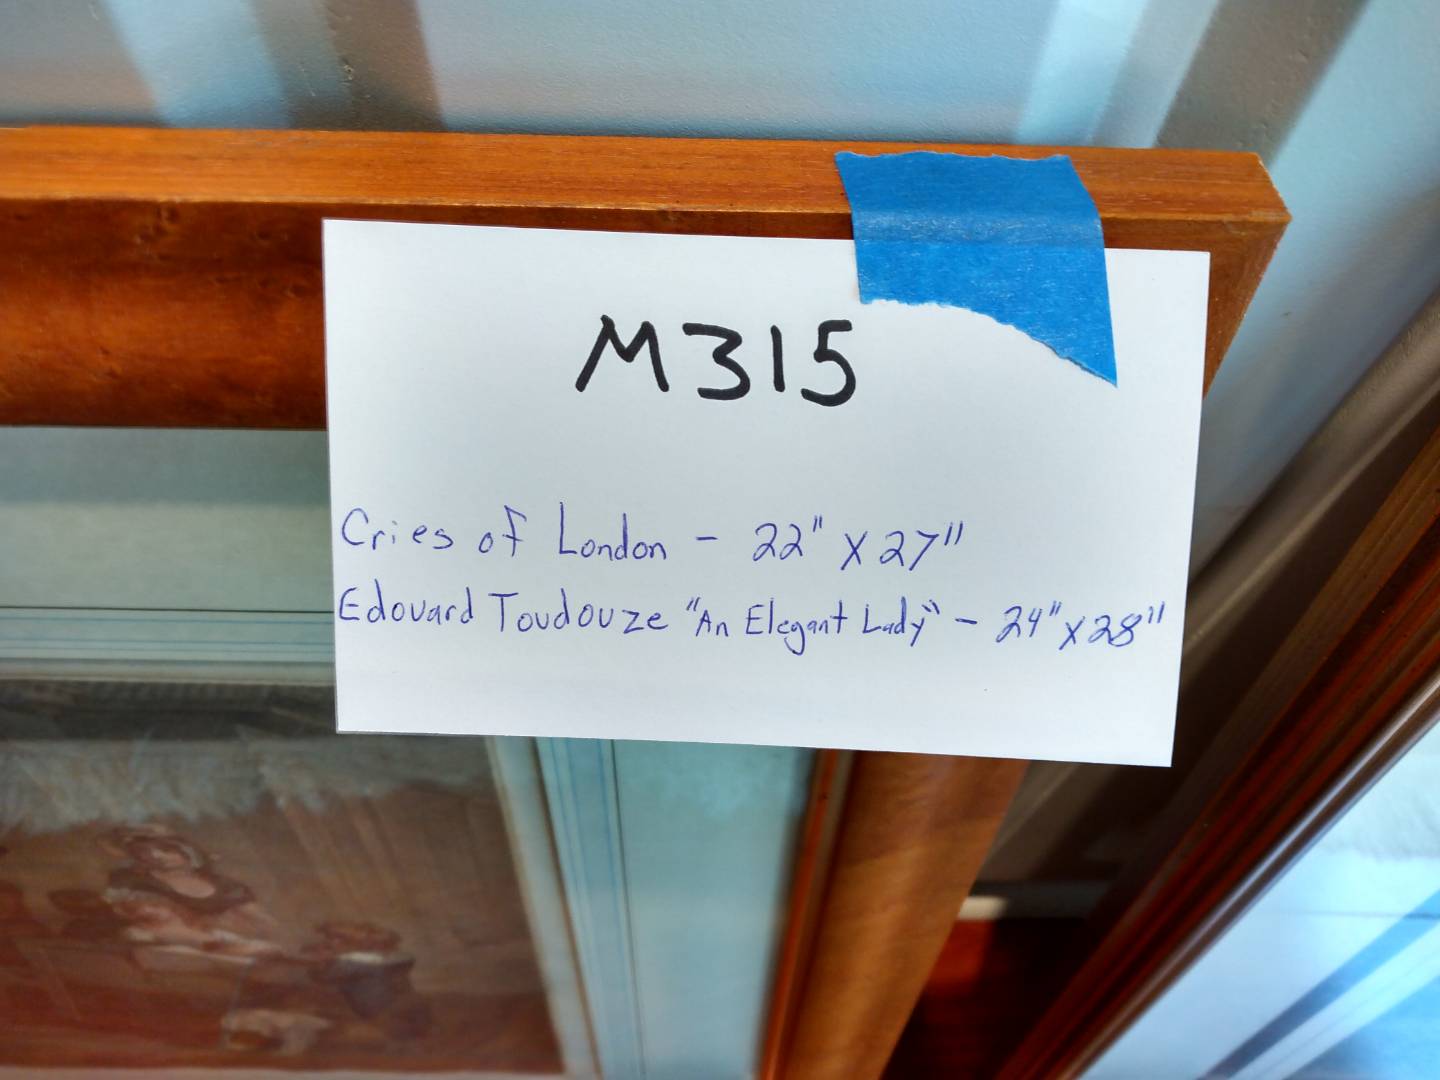 M315
Cries of London - 22" X 27"
Edouard Toudouze "An Elegant Lady" - 24" X 28"